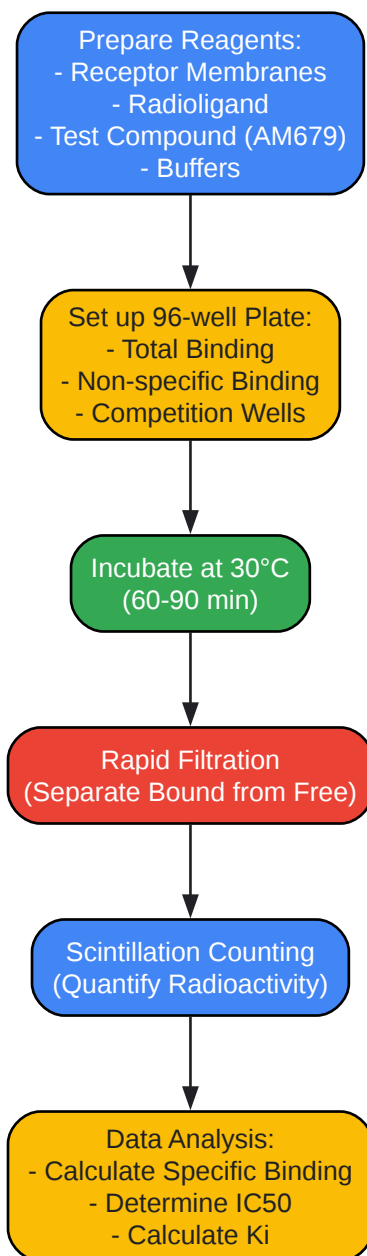 Prepare Reagents:
- Receptor Membranes
- Radioligand
- Test Compound (AM679)
- Buffers
Set up 96-well Plate:
- Total Binding
- Non-specific Binding
- Competition Wells
Incubate at 30°C
(60-90 min)
Rapid Filtration
(Separate Bound from Free)
Scintillation Counting
(Quantify Radioactivity)
Data Analysis:
- Calculate Specific Binding
- Determine IC50
- Calculate Ki